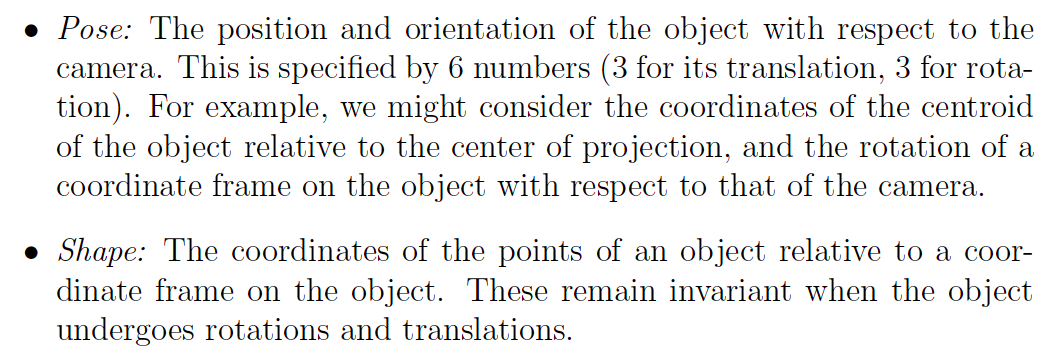 • Pose: The position and orientation of the object with respect to the
camera. This is specified by 6 numbers (3 for its translation, 3 for rota-
tion). For example, we might consider the coordinates of the centroid
of the object relative to the center of projection, and the rotation of a
coordinate frame on the object with respect to that of the camera.
• Shape: The coordinates of the points of an object relative to a coor-
dinate frame on the object. These remain invariant when the object
undergoes rotations and translations.